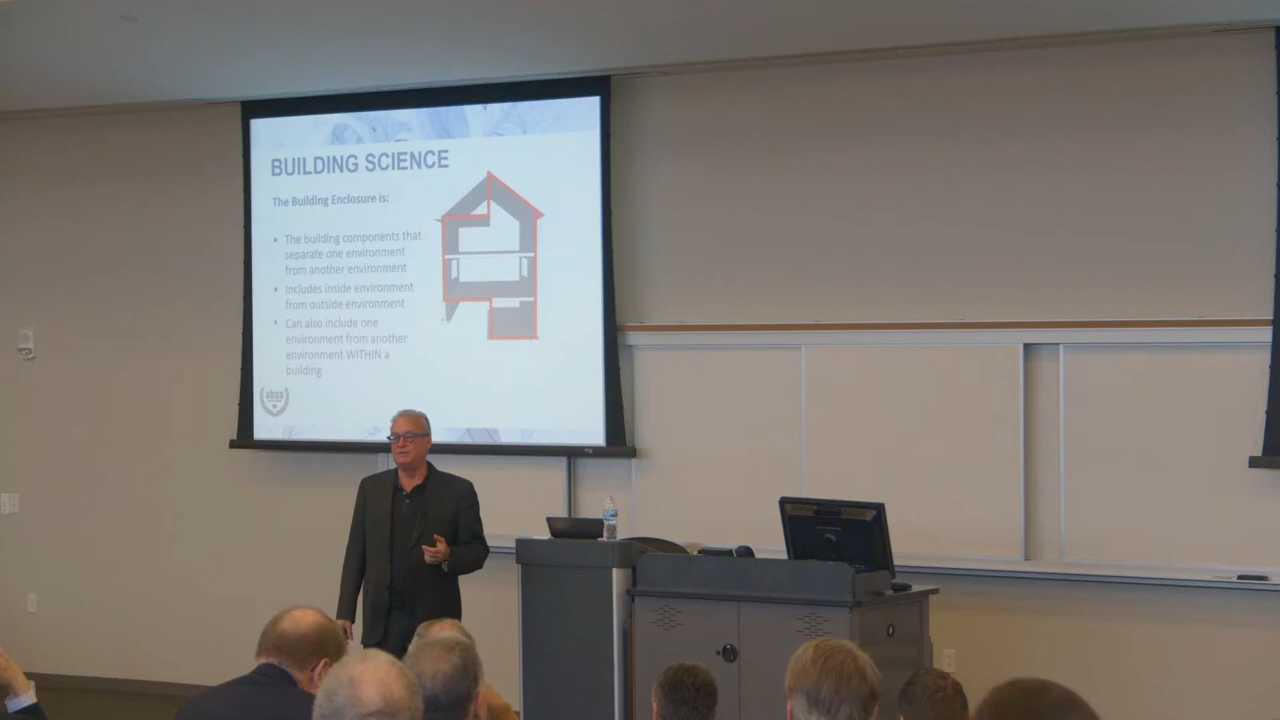 BUILDING SCIENCE
The Building Enclosure is:
• The building components that
separate one environment
from another environment
• Includes inside environment
from outside environment
• Can also include one
environment from another
environment WITHIN a
building
abaa